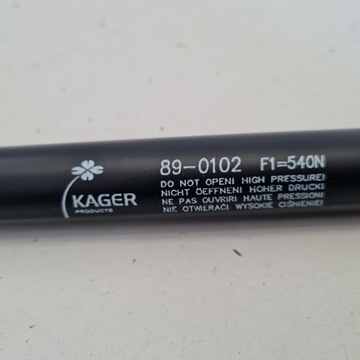 89-0102 F1=540N
DO NOT OPEN! HIGH PRESSURE!
NICHT ÖEFFNEN! HOHER DRUCK!
NE PAS OUVRIR! HAUTE PRESSION!
NIE OTWIERAĆ! WYSOKIE CIŚNIENIE!
KAGER
PRODUCTS